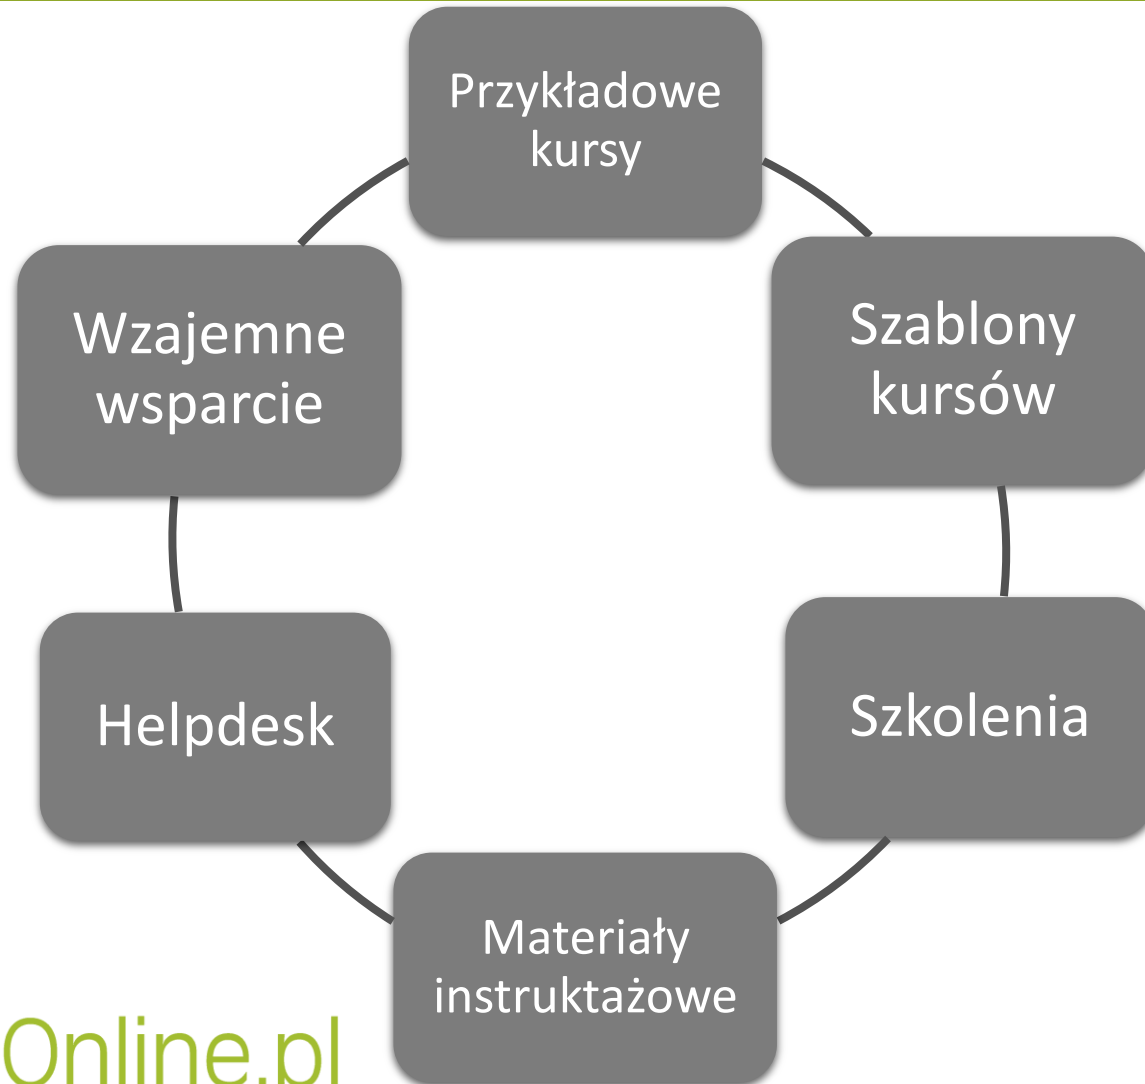 Przykładowe
kursy
Wzajemne
wsparcie
Szablony
kursów
Helpdesk
Szkolenia
Materiały
instruktażowe
Online.pl